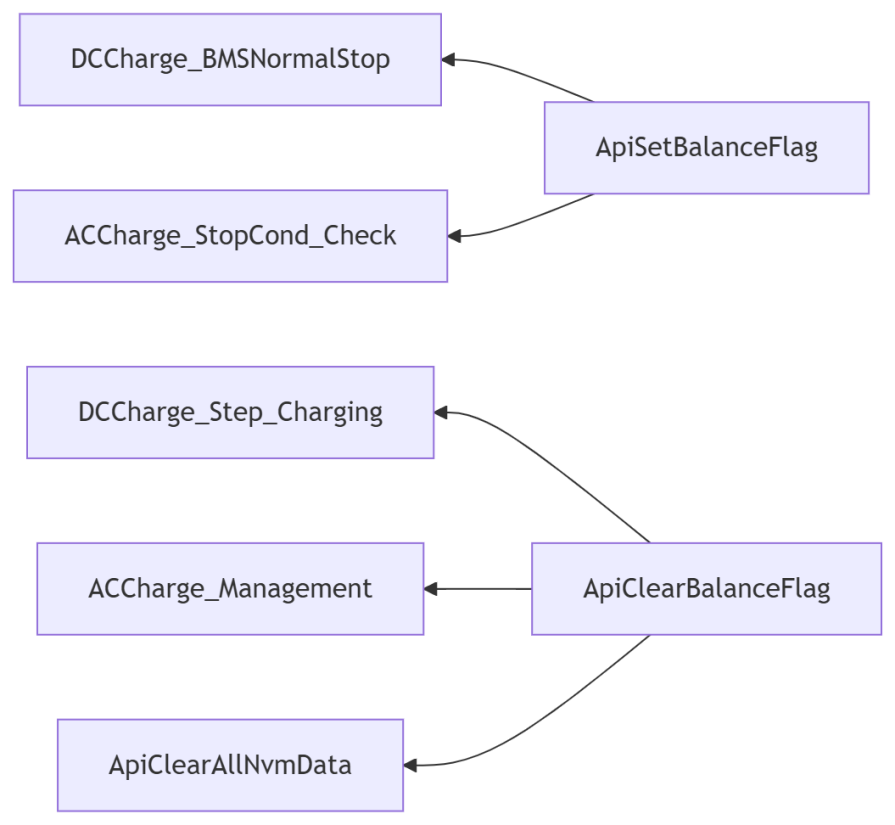 DCCharge_BMSNormalStop
ApiSetBalanceFlag
ACCharge_StopCond_Check
DCCharge_Step_Charging
ACCharge_Management
ApiClearBalanceFlag
ApiClearAllNvmData